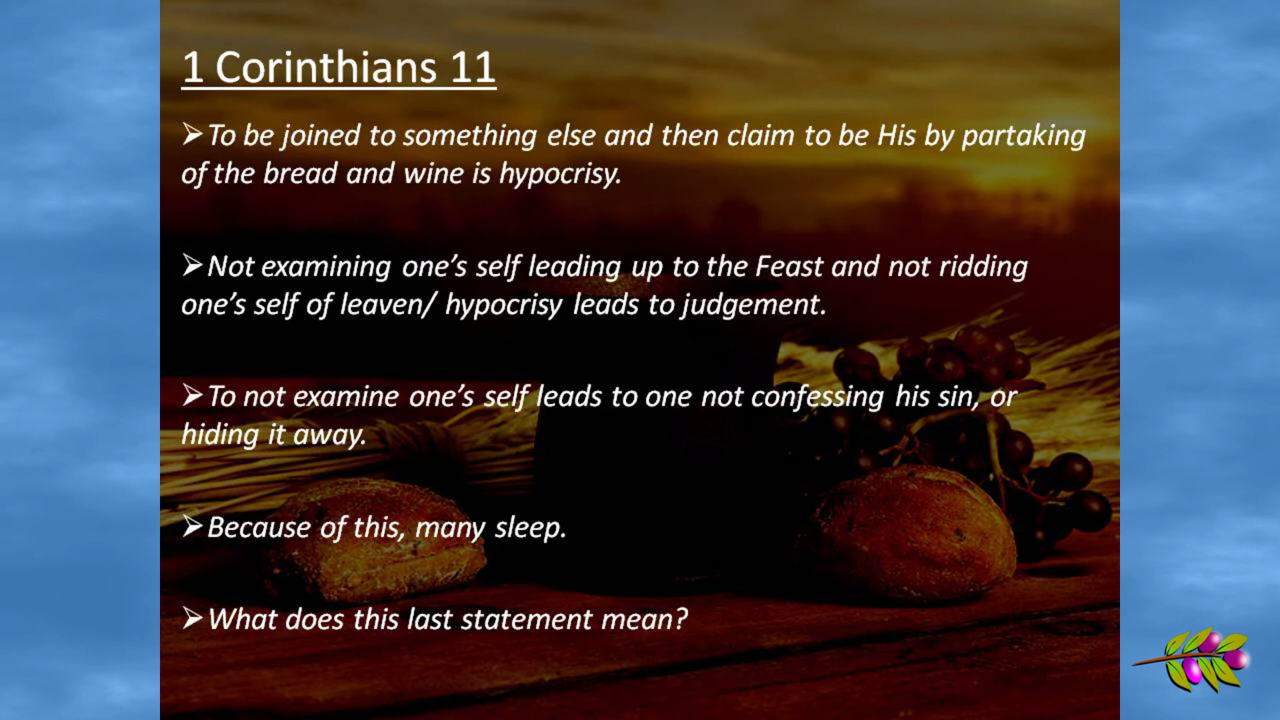 1 Corinthians 11
➢To be joined to something else and then claim to be His by partaking
of the bread and wine is hypocrisy.
➢Not examining one’s self leading up to the Feast and not ridding
one’s self of leaven/ hypocrisy leads to judgement.
➢To not examine one’s self leads to one not confessing his sin, or
hiding it away.
➢Because of this, many sleep.
➢What does this last statement mean?